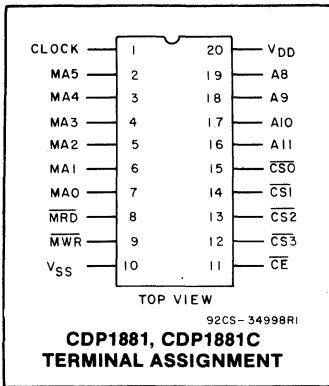 CLOCK 1 20 VDD
MA5 2 19 A8
MA4 3 18 A9
MA3 4 17 A10
MA2 5 16 A11
MA1 6 15 CS0
MA0 7 14 CS1
MRD 8 13 CS2
MWR 9 12 CS3
VSS 10 11 CE
TOP VIEW
92CS-34998R1
CDP1881, CDP1881C
TERMINAL ASSIGNMENT